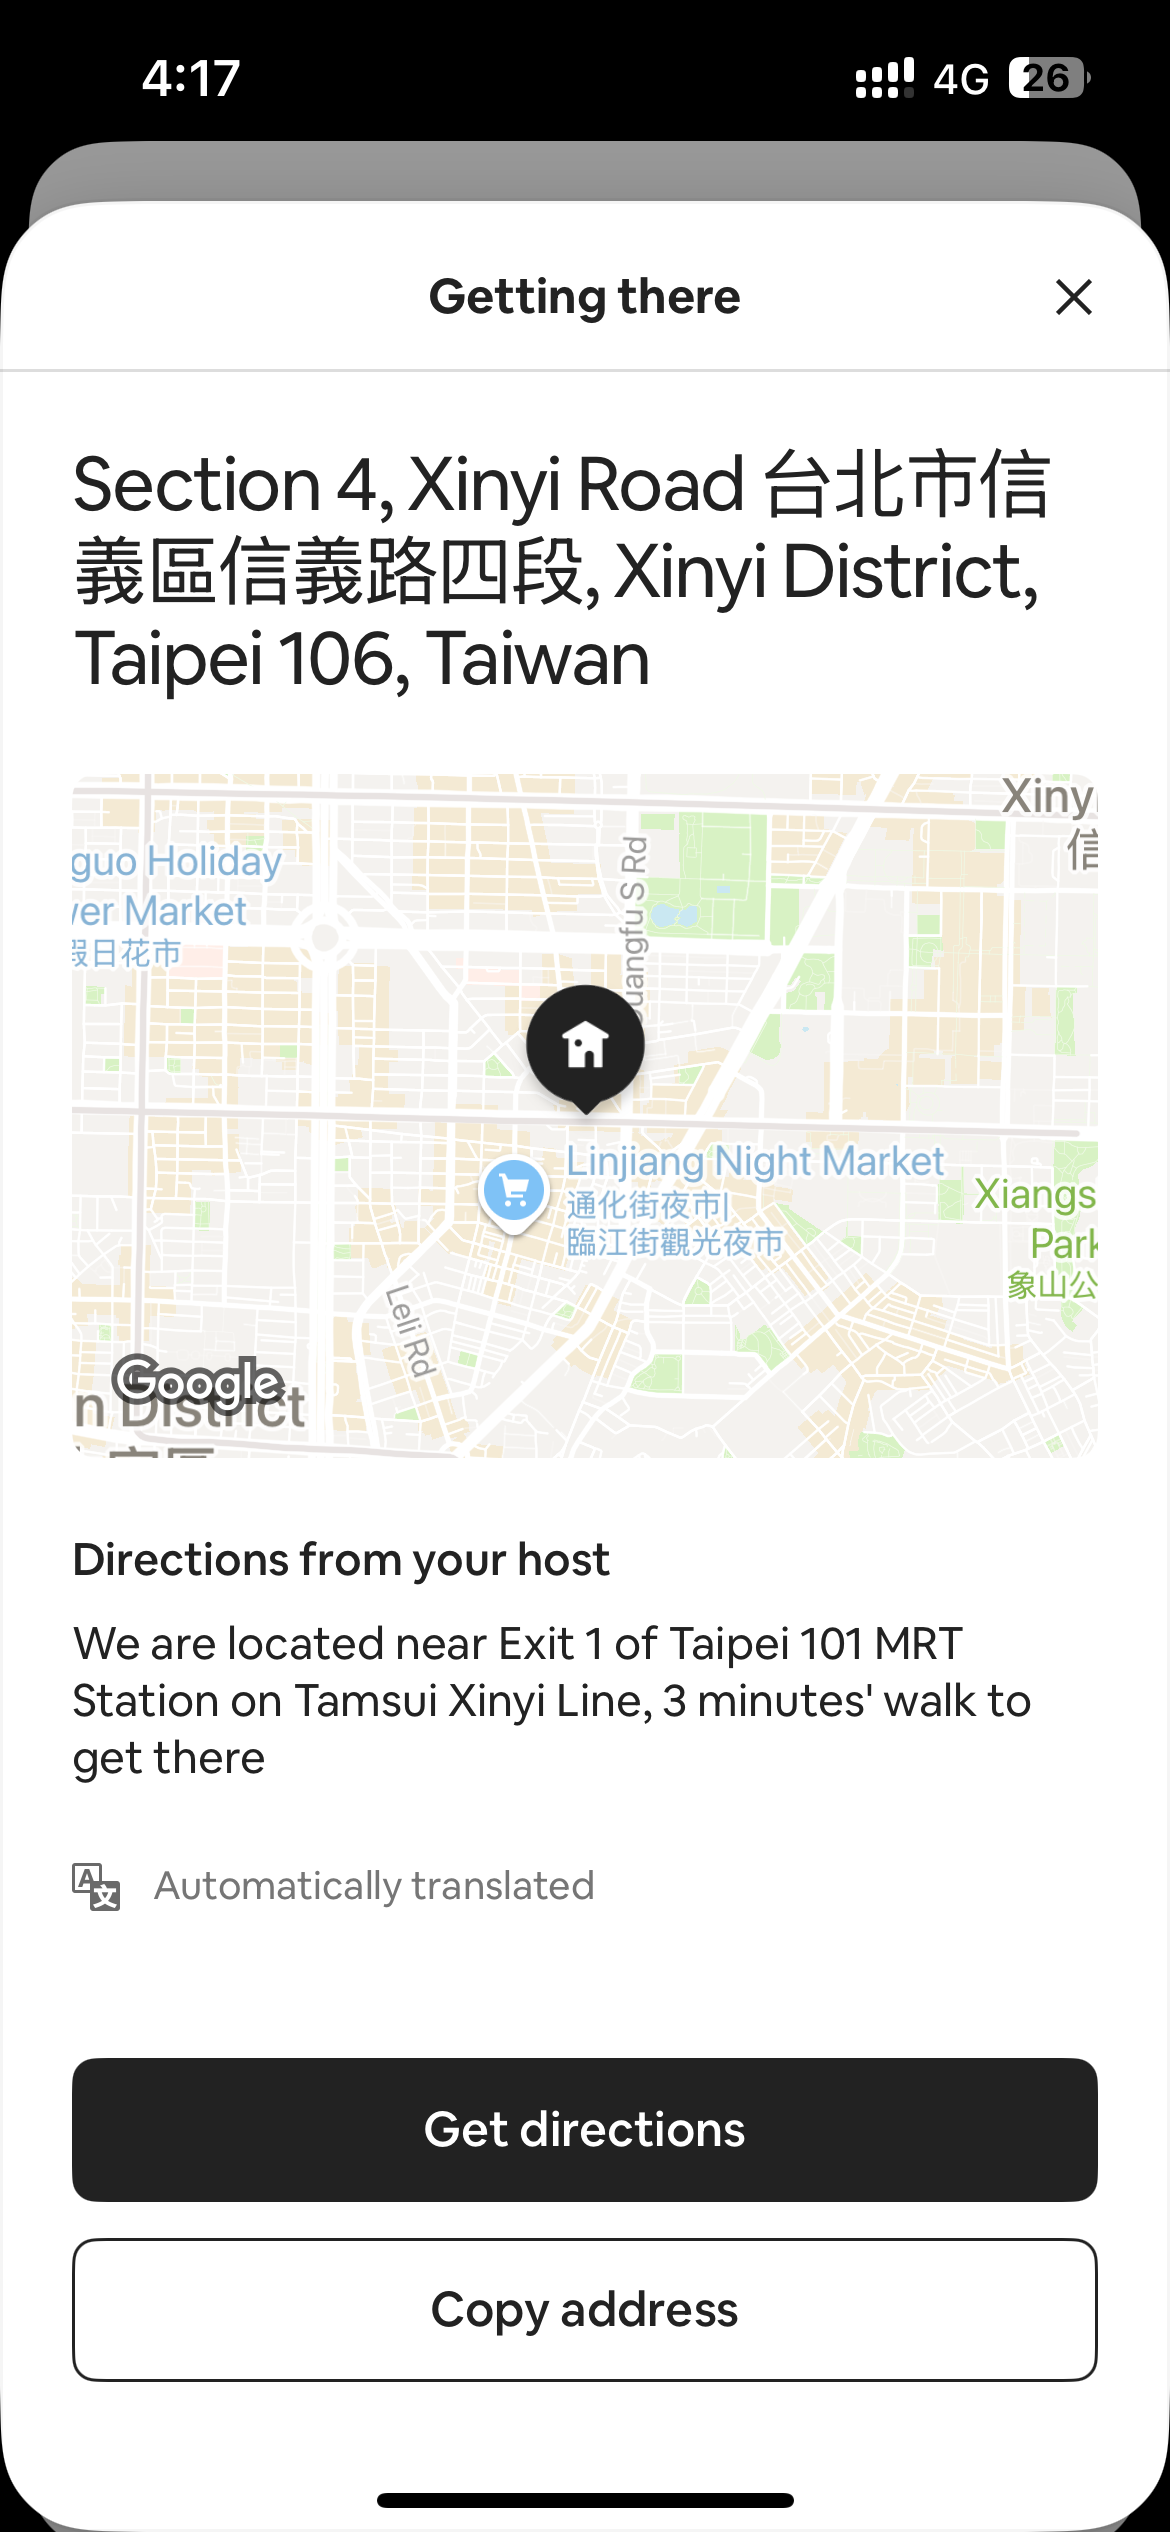 4:17
4G 26
Getting there
Section 4, Xinyi Road 台北市信
義區信義路四段, Xinyi District,
Taipei 106, Taiwan
Xinyi
信
guo Holiday
ver Market
假日花市
Guangfu S Rd
Linjiang Night Market
通化街夜市|
臨江街觀光夜市
Xiangs
Park
象山公
Leli Rd
Google
n District
Directions from your host
We are located near Exit 1 of Taipei 101 MRT
Station on Tamsui Xinyi Line, 3 minutes' walk to
get there
A文 Automatically translated
Get directions
Copy address